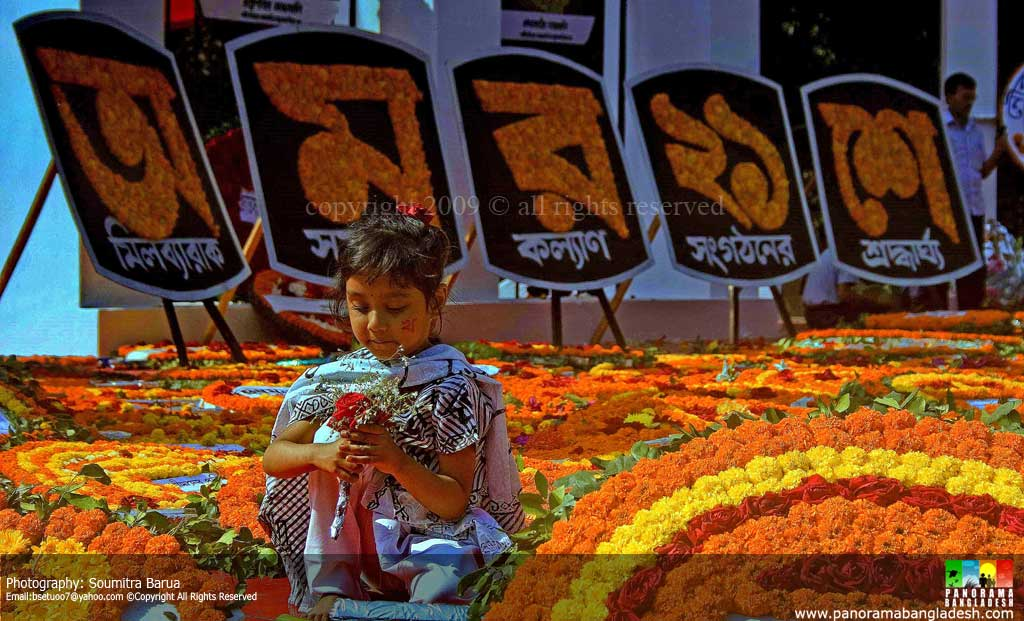 অ ম র ২১ শে
মিলব্যারাক
কল্যাণ
সংগঠনের
শ্রদ্ধার্ঘ্য
copyright 2009 © all rights reserved
Photography: Soumitra Barua
Email:bsetuoo7@yahoo.com ©Copyright All Rights Reserved
PANORAMA
BANGLADESH
www.panoramabangladesh.com